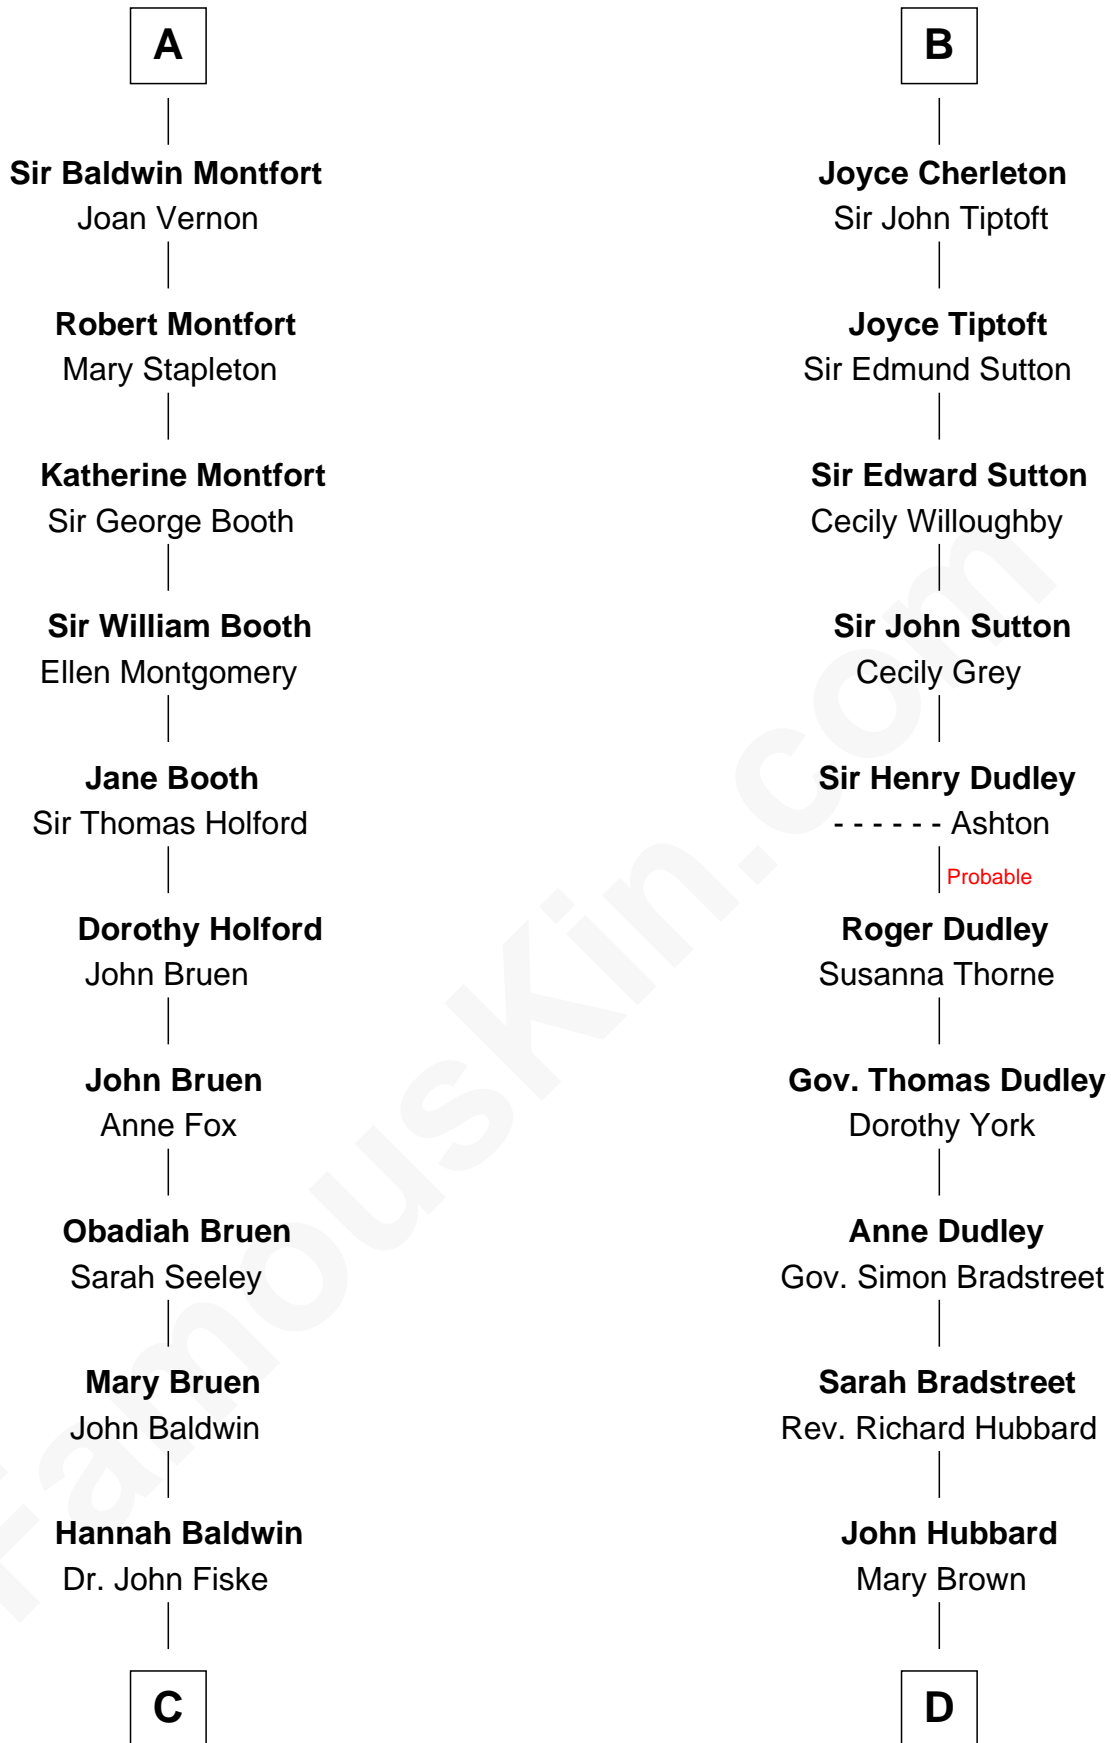 A
Sir Baldwin Montfort
Joan Vernon
Robert Montfort
Mary Stapleton
Katherine Montfort
Sir George Booth
Sir William Booth
Ellen Montgomery
Jane Booth
Sir Thomas Holford
Dorothy Holford
John Bruen
John Bruen
Anne Fox
Obadiah Bruen
Sarah Seeley
Mary Bruen
John Baldwin
Hannah Baldwin
Dr. John Fiske
C
B
Joyce Cherleton
Sir John Tiptoft
Joyce Tiptoft
Sir Edmund Sutton
Sir Edward Sutton
Cecily Willoughby
Sir John Sutton
Cecily Grey
Sir Henry Dudley
- - - - - - Ashton
Probable
Roger Dudley
Susanna Thorne
Gov. Thomas Dudley
Dorothy York
Anne Dudley
Gov. Simon Bradstreet
Sarah Bradstreet
Rev. Richard Hubbard
John Hubbard
Mary Brown
D
FamousKin.com